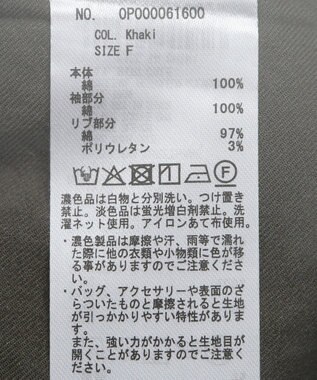 NO. OP000061600
COL. Khaki
SIZE F
本体
綿 100%
袖部分
綿 100%
リブ部分
綿 97%
ポリウレタン 3%
濃色品は白物と分別洗い。つけ置き
禁止。淡色品は蛍光増白剤禁止。洗
濯ネット使用。アイロンあて布使用。
・濃色製品は摩擦や汗、雨等で濡れ
た際に他の衣類や小物類に色が移
る事がありますのでご注意くださ
い。
・バッグ、アクセサリーや表面のざ
らついたものと摩擦されると生地
が引っかかりやすい特性がありま
す。
また、強い力がかかると生地目が
開くことがありますのでご注意く
ださい。